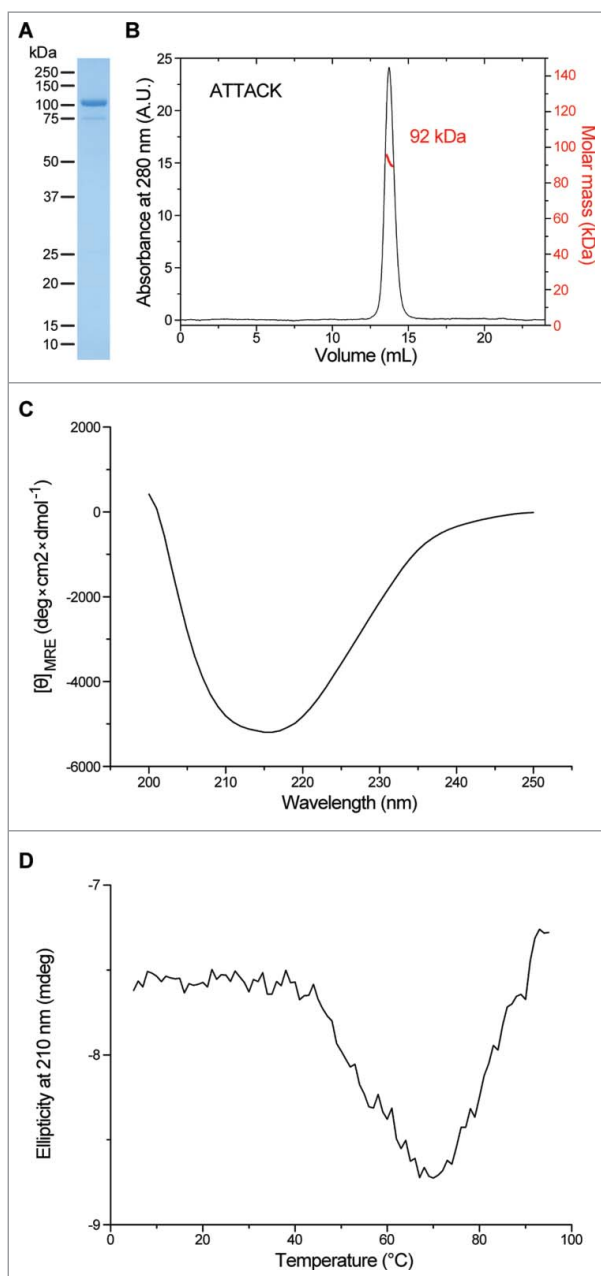 A
kDa
250
150
100
75
50
37
25
20
15
10
B
ATTACK
92 kDa
Absorbance at 280 nm (A.U.)
25
20
15
10
5
0
Molar mass (kDa)
140
120
100
80
60
40
20
0
0 5 10 15 20
Volume (mL)
C
[θ]MRE (deg×cm2×dmol-1)
2000
0
-2000
-4000
-6000
200 210 220 230 240 250
Wavelength (nm)
D
Ellipticity at 210 nm (mdeg)
-7
-8
-9
0 20 40 60 80 100
Temperature (°C)